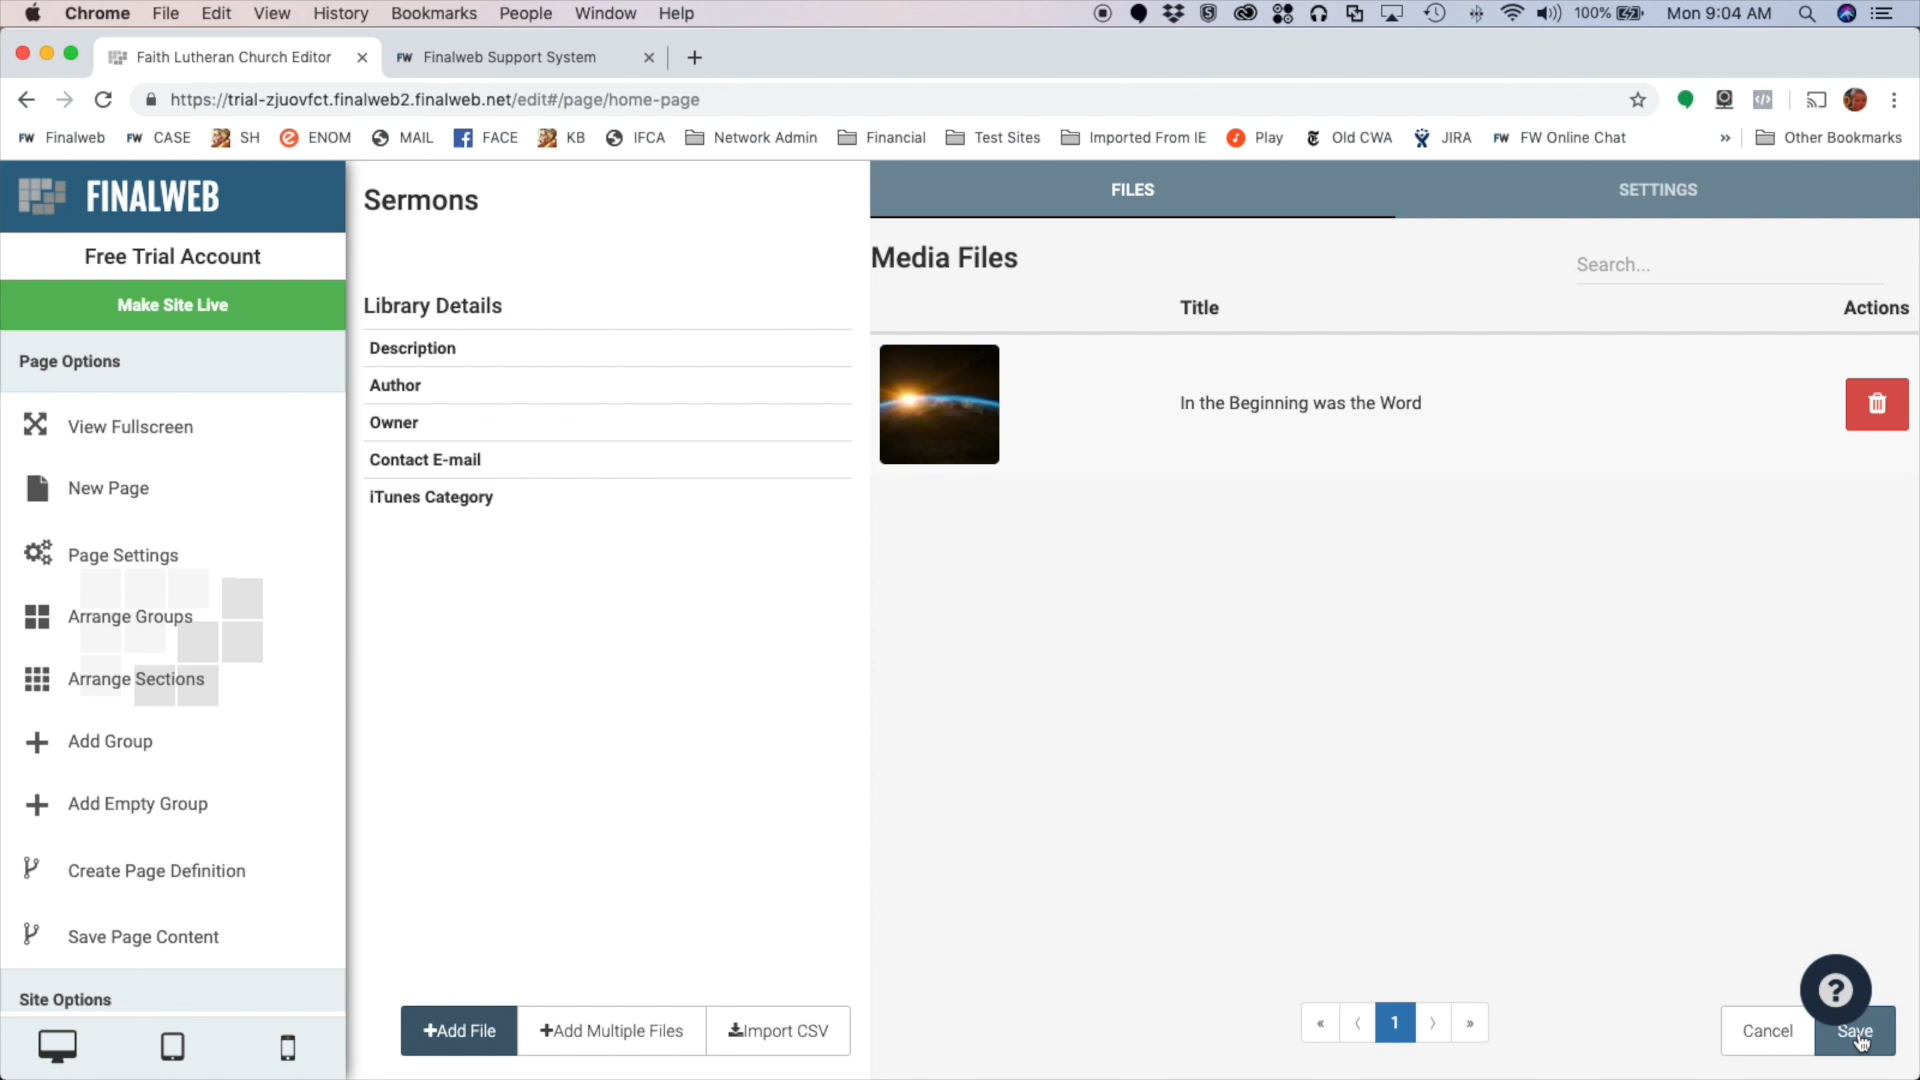 Chrome File Edit View History Bookmarks People Window Help 100% Mon 9:04 AM
Faith Lutheran Church Editor
FW Finalweb Support System
https://trial-zjuovfct.finalweb2.finalweb.net/edit#/page/home-page
FW Finalweb FW CASE SH ENOM MAIL FACE KB IFCA Network Admin Financial Test Sites Imported From IE Play Old CWA JIRA FW FW Online Chat » Other Bookmarks
FINALWEB
Free Trial Account
Make Site Live
Page Options
View Fullscreen
New Page
Page Settings
Arrange Groups
Arrange Sections
Add Group
Add Empty Group
Create Page Definition
Save Page Content
Site Options
Sermons
Library Details
Description
Author
Owner
Contact E-mail
iTunes Category
+Add File
+Add Multiple Files
Import CSV
FILES
SETTINGS
Media Files
Search...
Title
Actions
In the Beginning was the Word
« ‹ 1 › »
?
Cancel
Save